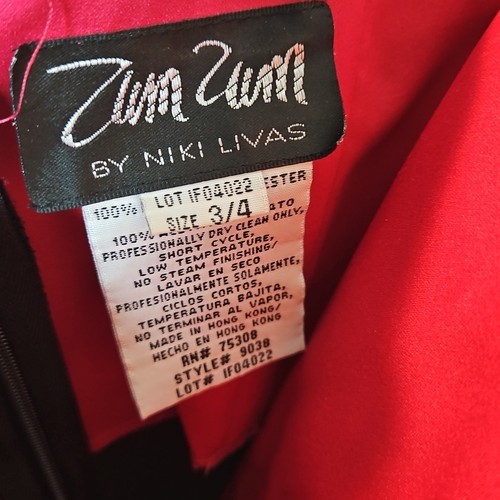 Zum Zum
BY NIKI LIVAS
LOT IF04022
SIZE 3/4
100% ESTER
100% ATO
PROFESSIONALLY DRY CLEAN ONLY,
SHORT CYCLE,
LOW TEMPERATURE,
NO STEAM FINISHING/
LAVAR EN SECO
PROFESIONALMENTE SOLAMENTE,
CICLOS CORTOS,
TEMPERATURA BAJITA,
NO TERMINAR AL VAPOR,
MADE IN HONG KONG/
HECHO EN HONG KONG
RN# 75308
STYLE# 9038
LOT# IF04022